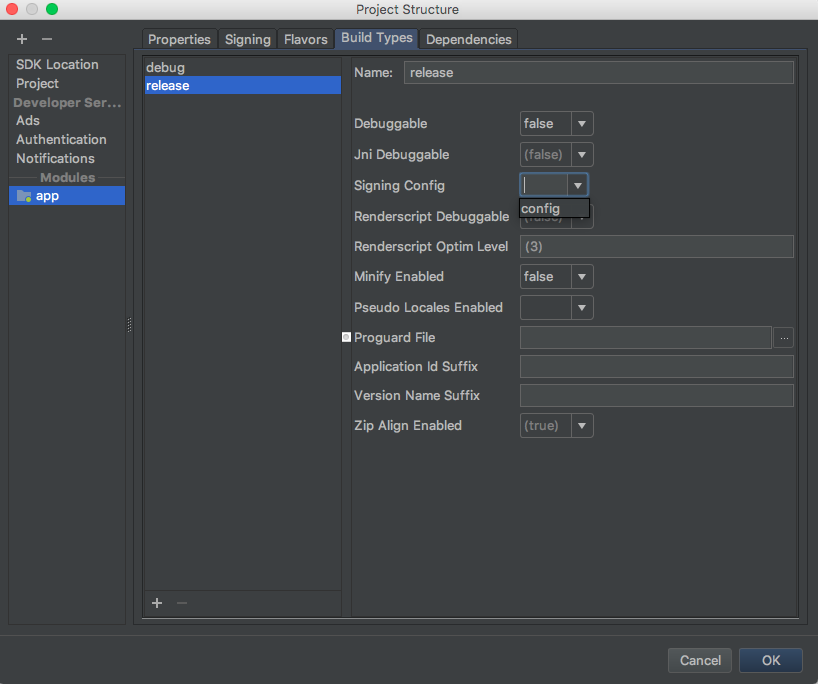 Project Structure
Properties Signing Flavors Build Types Dependencies
SDK Location
Project
Developer Ser...
Ads
Authentication
Notifications
Modules
app
debug
release
Name: release
Debuggable false
Jni Debuggable (false)
Signing Config
config
Renderscript Debuggable (false)
Renderscript Optim Level (3)
Minify Enabled false
Pseudo Locales Enabled
Proguard File ...
Application Id Suffix
Version Name Suffix
Zip Align Enabled (true)
Cancel OK